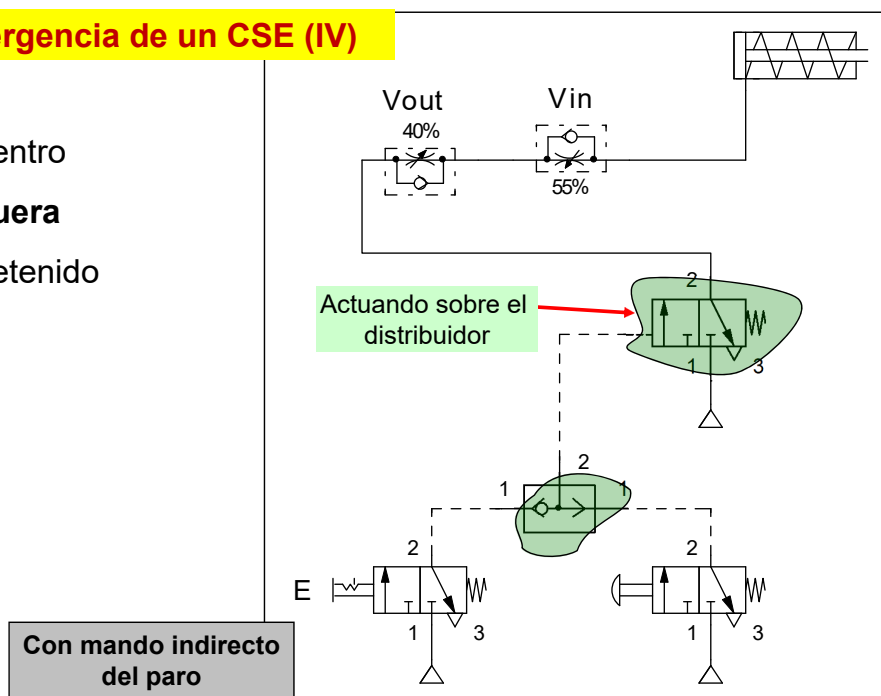 ergencia de un CSE (IV)
entro
uera
etenido
Vout
40%
Vin
55%
Actuando sobre el
distribuidor
2
1
3
2
1
1
E
2
1
3
2
1
3
Con mando indirecto
del paro